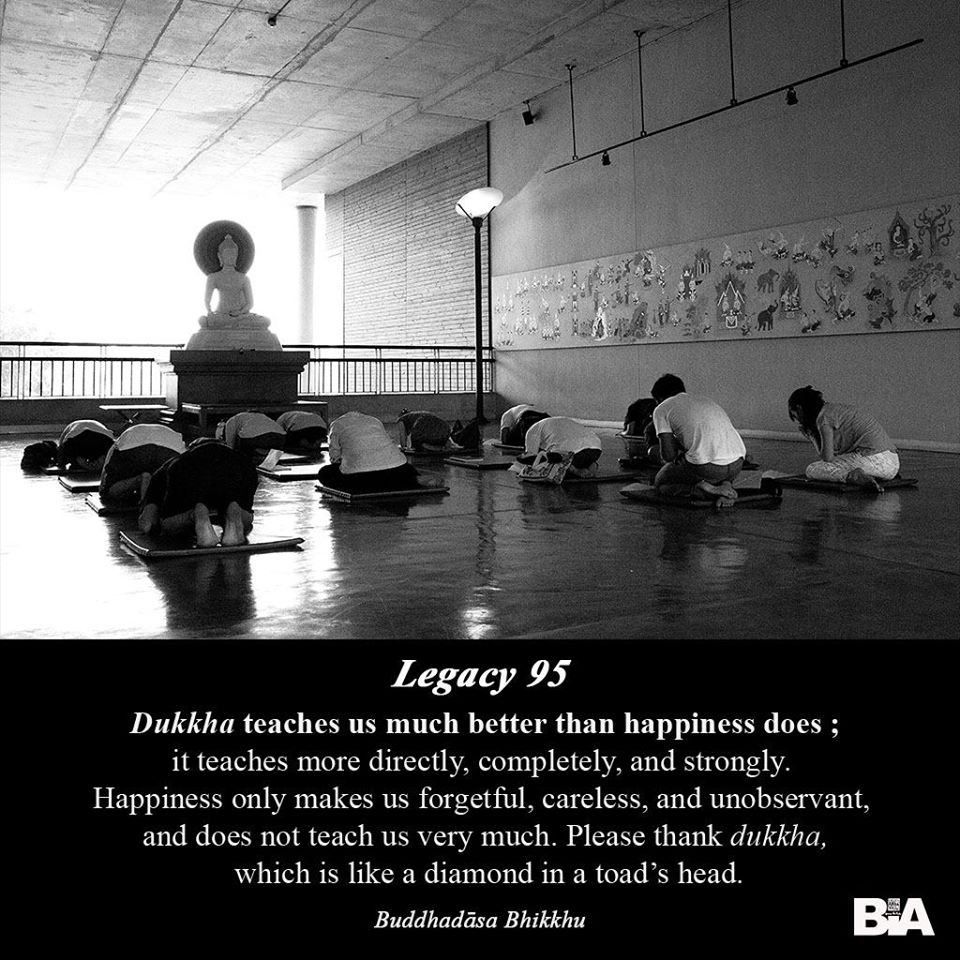 Legacy 95
Dukkha teaches us much better than happiness does ;
it teaches more directly, completely, and strongly.
Happiness only makes us forgetful, careless, and unobservant,
and does not teach us very much. Please thank dukkha,
which is like a diamond in a toad’s head.
Buddhadāsa Bhikkhu
BIA